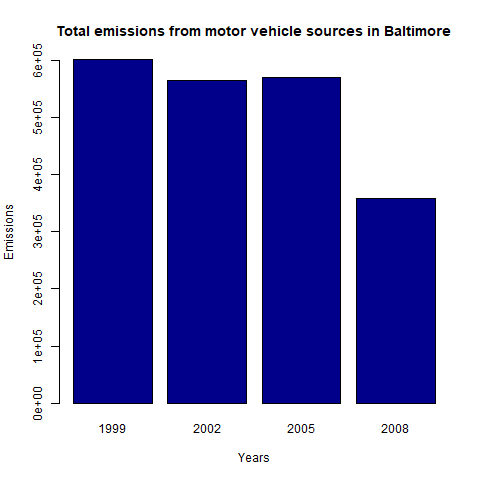 Total emissions from motor vehicle sources in Baltimore
6e+05
5e+05
4e+05
3e+05
2e+05
1e+05
0e+00
Emissions
1999 2002 2005 2008
Years